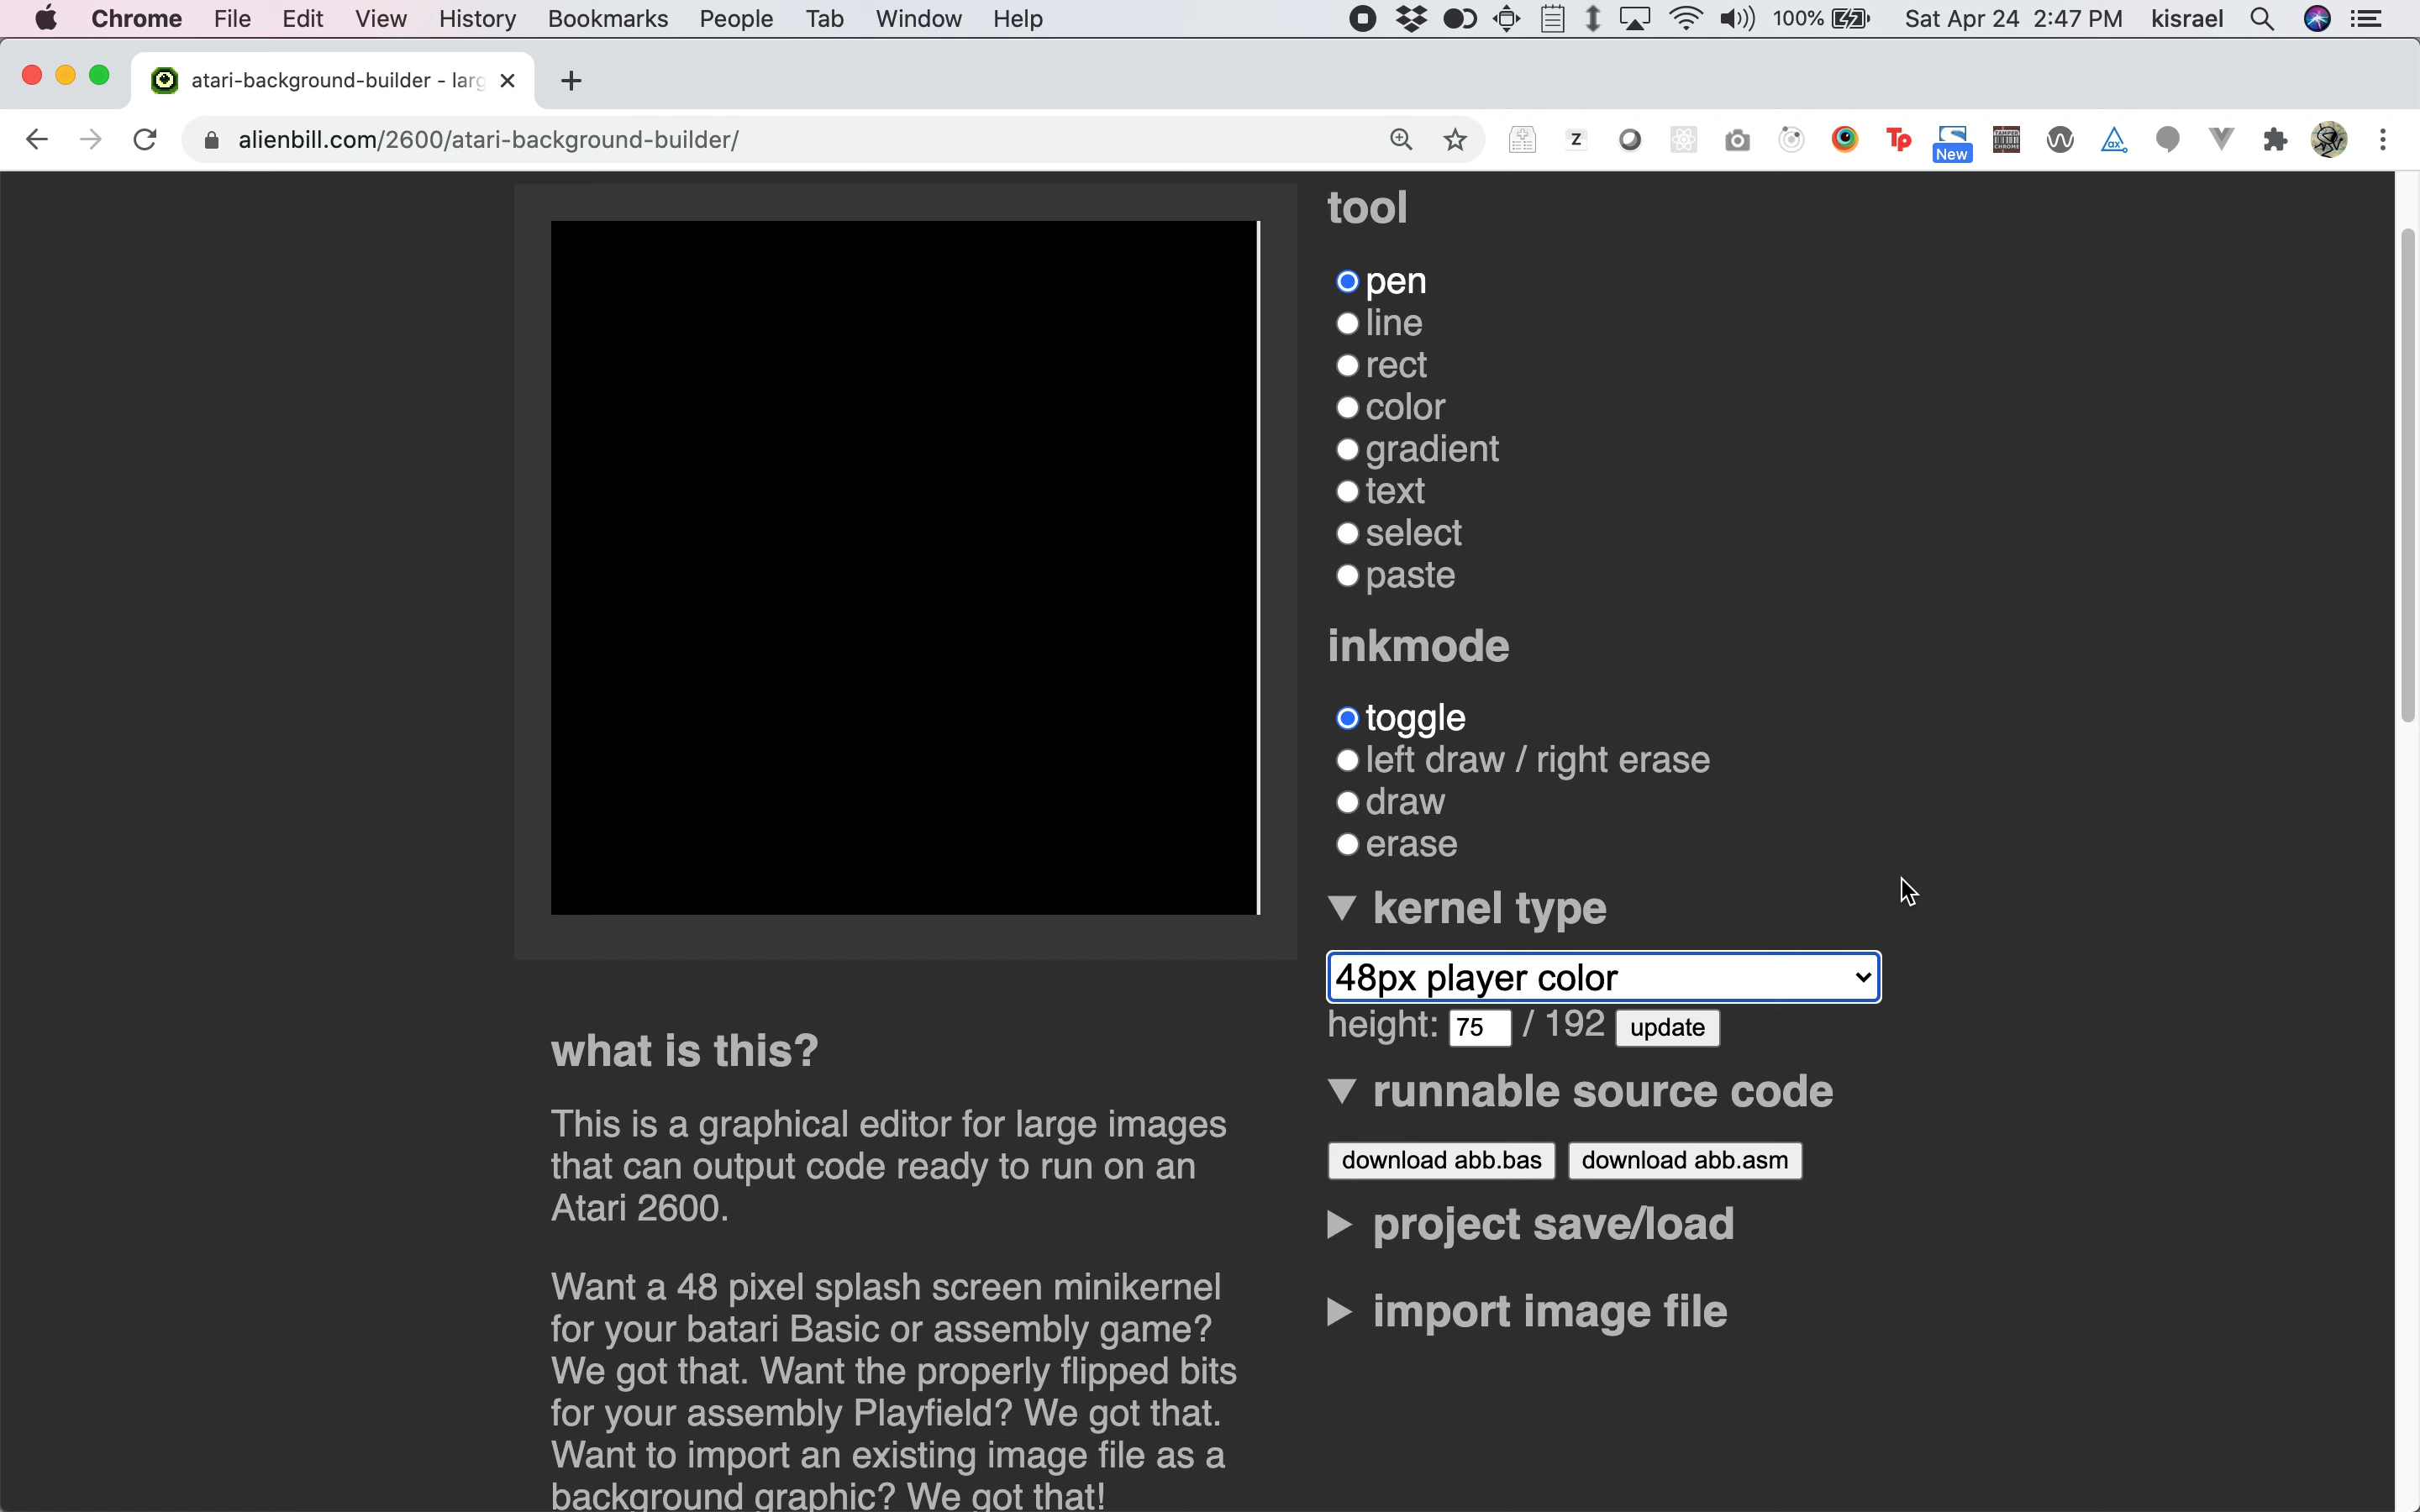 Chrome File Edit View History Bookmarks People Tab Window Help 100% Sat Apr 24 2:47 PM kisrael
atari-background-builder - larg
alienbill.com/2600/atari-background-builder/
Z
Tp
New
TAMPER
CHROME
ax
tool
pen
line
rect
color
gradient
text
select
paste
inkmode
toggle
left draw / right erase
draw
erase
kernel type
48px player color
height: 75 / 192 update
runnable source code
download abb.bas download abb.asm
project save/load
import image file
what is this?
This is a graphical editor for large images
that can output code ready to run on an
Atari 2600.
Want a 48 pixel splash screen minikernel
for your batari Basic or assembly game?
We got that. Want the properly flipped bits
for your assembly Playfield? We got that.
Want to import an existing image file as a
background graphic? We got that!